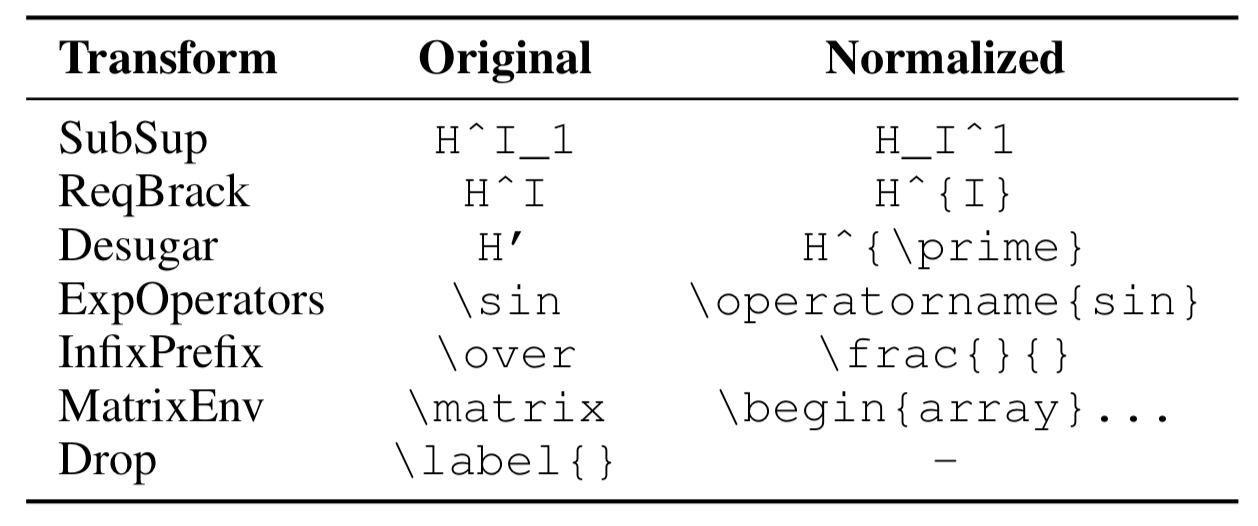 Transform Original Normalized
SubSup H^I_1 H_I^1
ReqBrack H^I H^{I}
Desugar H' H^{\prime}
ExpOperators \sin \operatorname{sin}
InfixPrefix \over \frac{}{}
MatrixEnv \matrix \begin{array}...
Drop \label{} –